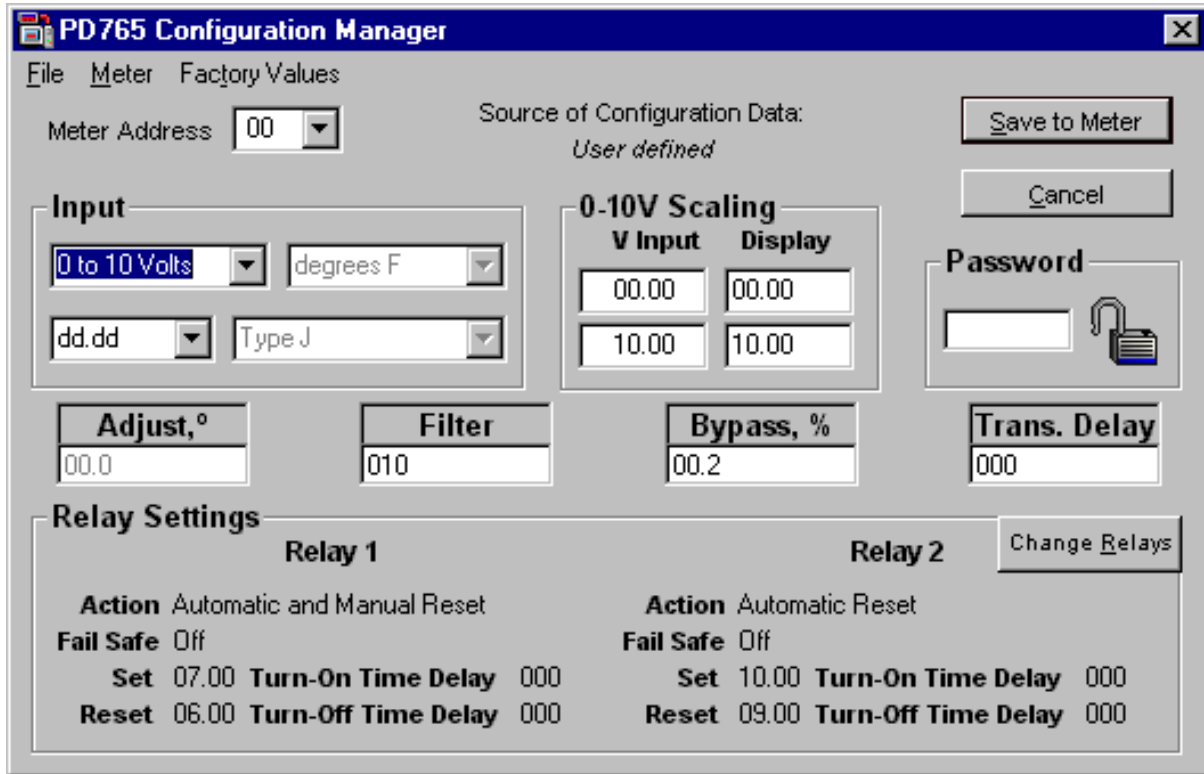 PD765 Configuration Manager
File Meter Factory Values
Meter Address 00
Source of Configuration Data:
User defined
Save to Meter
Cancel
Input
0 to 10 Volts degrees F
dd.dd Type J
0-10V Scaling
V Input Display
00.00 00.00
10.00 10.00
Password
Adjust,º Filter Bypass, % Trans. Delay
00.0 010 00.2 000
Relay Settings
Change Relays
Relay 1
Action Automatic and Manual Reset
Fail Safe Off
Set 07.00 Turn-On Time Delay 000
Reset 06.00 Turn-Off Time Delay 000
Relay 2
Action Automatic Reset
Fail Safe Off
Set 10.00 Turn-On Time Delay 000
Reset 09.00 Turn-Off Time Delay 000